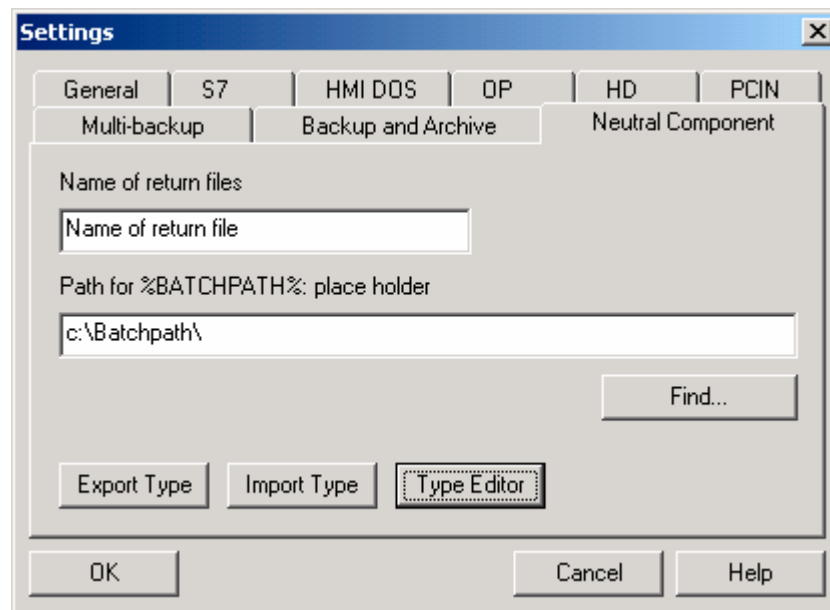 Settings
General S7 HMI DOS OP HD PCIN
Multi-backup Backup and Archive Neutral Component
Name of return files
Name of return file
Path for %BATCHPATH%: place holder
c:\Batchpath\
Find...
Export Type Import Type Type Editor
OK Cancel Help